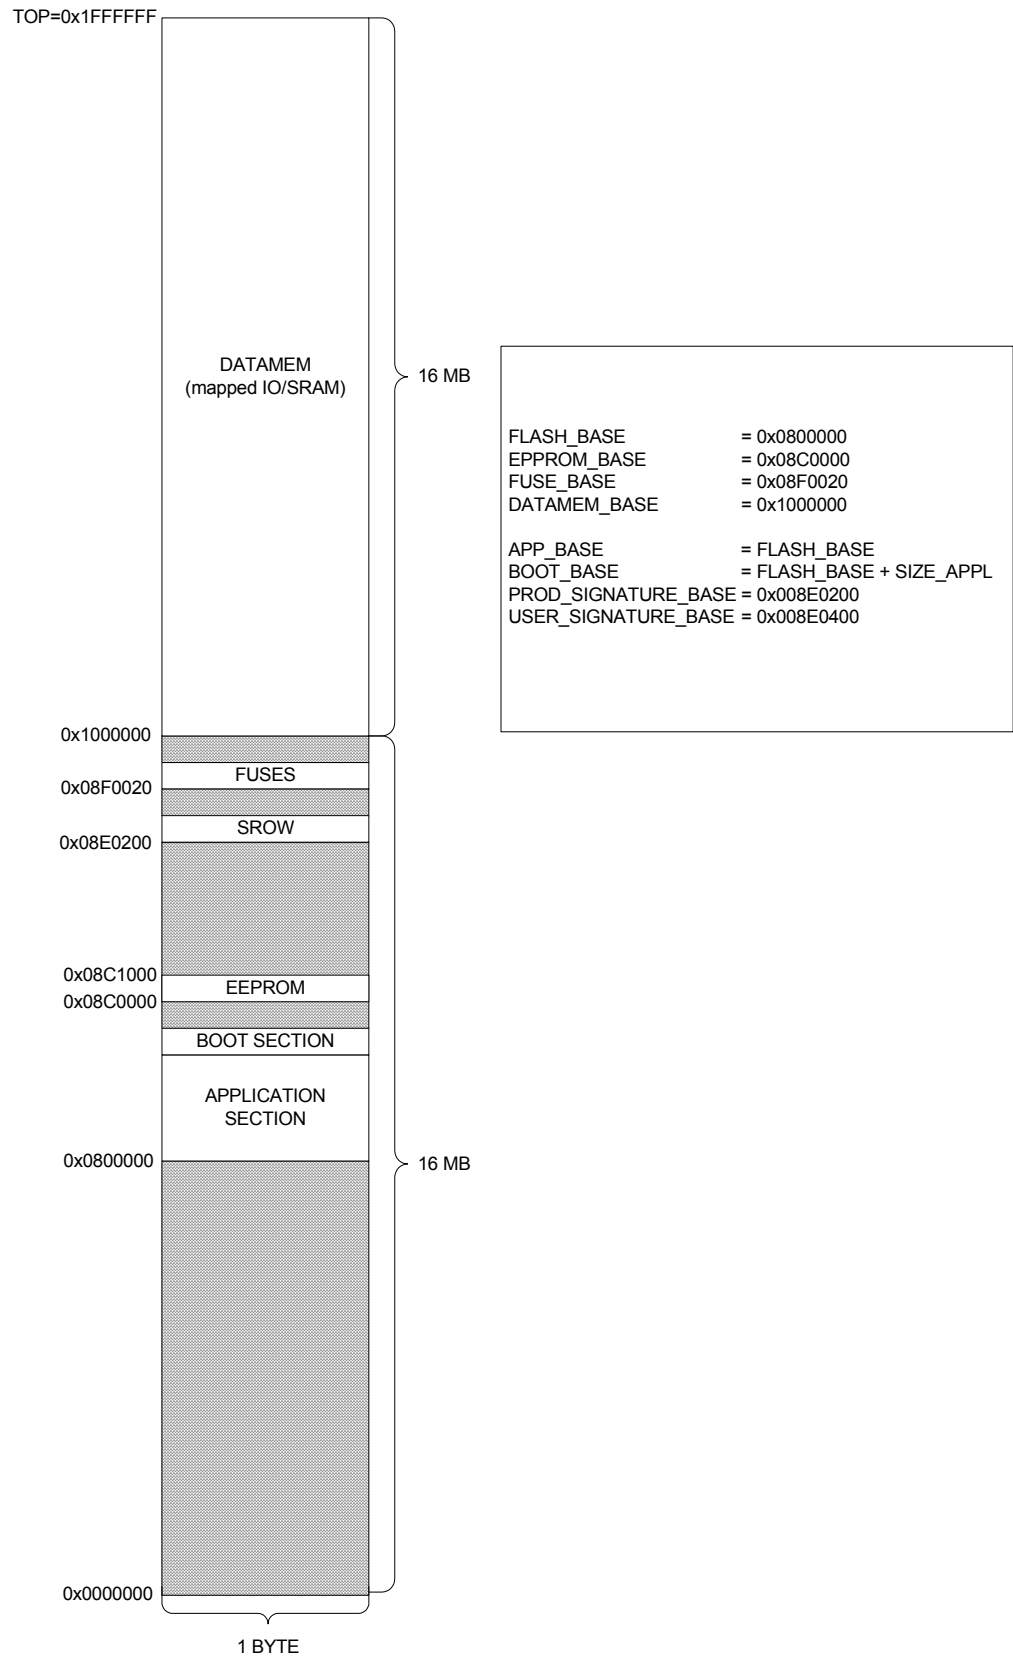 TOP=0x1FFFFFF
DATAMEM
(mapped IO/SRAM)
16 MB
FLASH_BASE = 0x0800000
EPPROM_BASE = 0x08C0000
FUSE_BASE = 0x08F0020
DATAMEM_BASE = 0x1000000
APP_BASE = FLASH_BASE
BOOT_BASE = FLASH_BASE + SIZE_APPL
PROD_SIGNATURE_BASE = 0x008E0200
USER_SIGNATURE_BASE = 0x008E0400
0x1000000
FUSES
0x08F0020
SROW
0x08E0200
0x08C1000
EEPROM
0x08C0000
BOOT SECTION
APPLICATION
SECTION
0x0800000
16 MB
0x0000000
1 BYTE